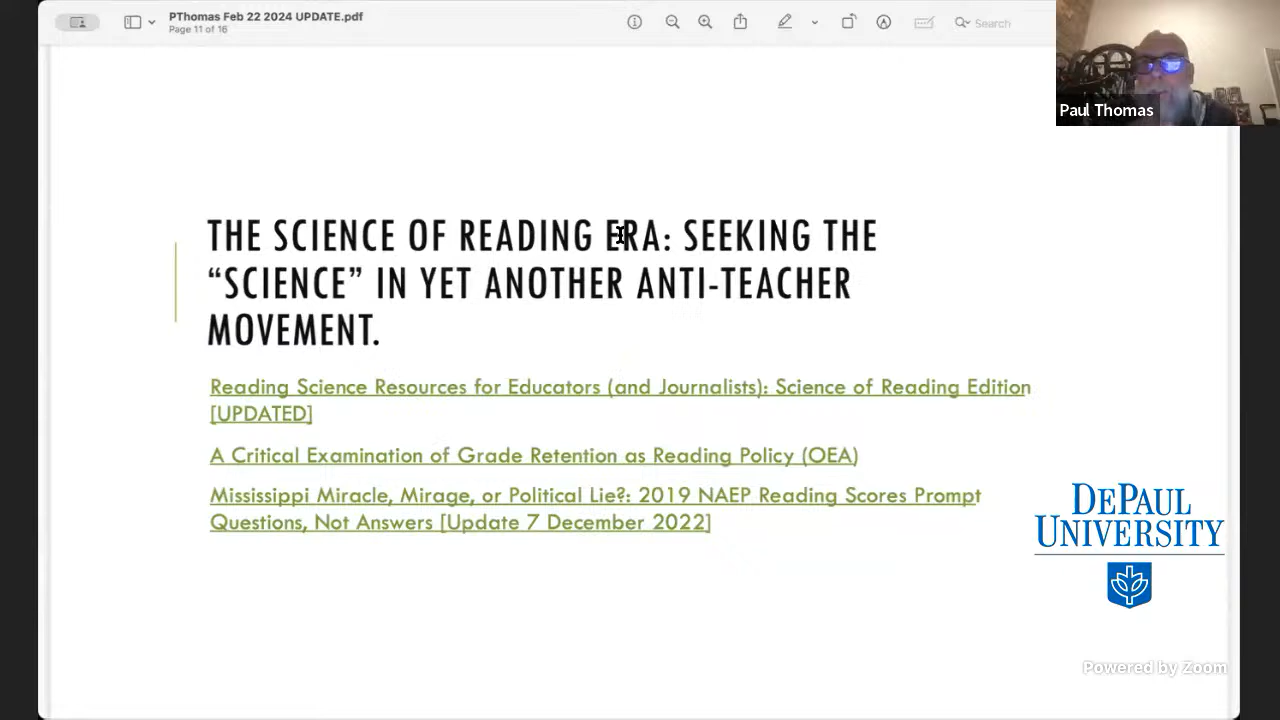 PThomas Feb 22 2024 UPDATE.pdf
Page 11 of 16
Search
Paul Thomas
THE SCIENCE OF READING ERA: SEEKING THE
“SCIENCE” IN YET ANOTHER ANTI-TEACHER
MOVEMENT.
Reading Science Resources for Educators (and Journalists): Science of Reading Edition
[UPDATED]
A Critical Examination of Grade Retention as Reading Policy (OEA)
Mississippi Miracle, Mirage, or Political Lie?: 2019 NAEP Reading Scores Prompt
Questions, Not Answers [Update 7 December 2022]
DEPAUL
UNIVERSITY
Powered by Zoom